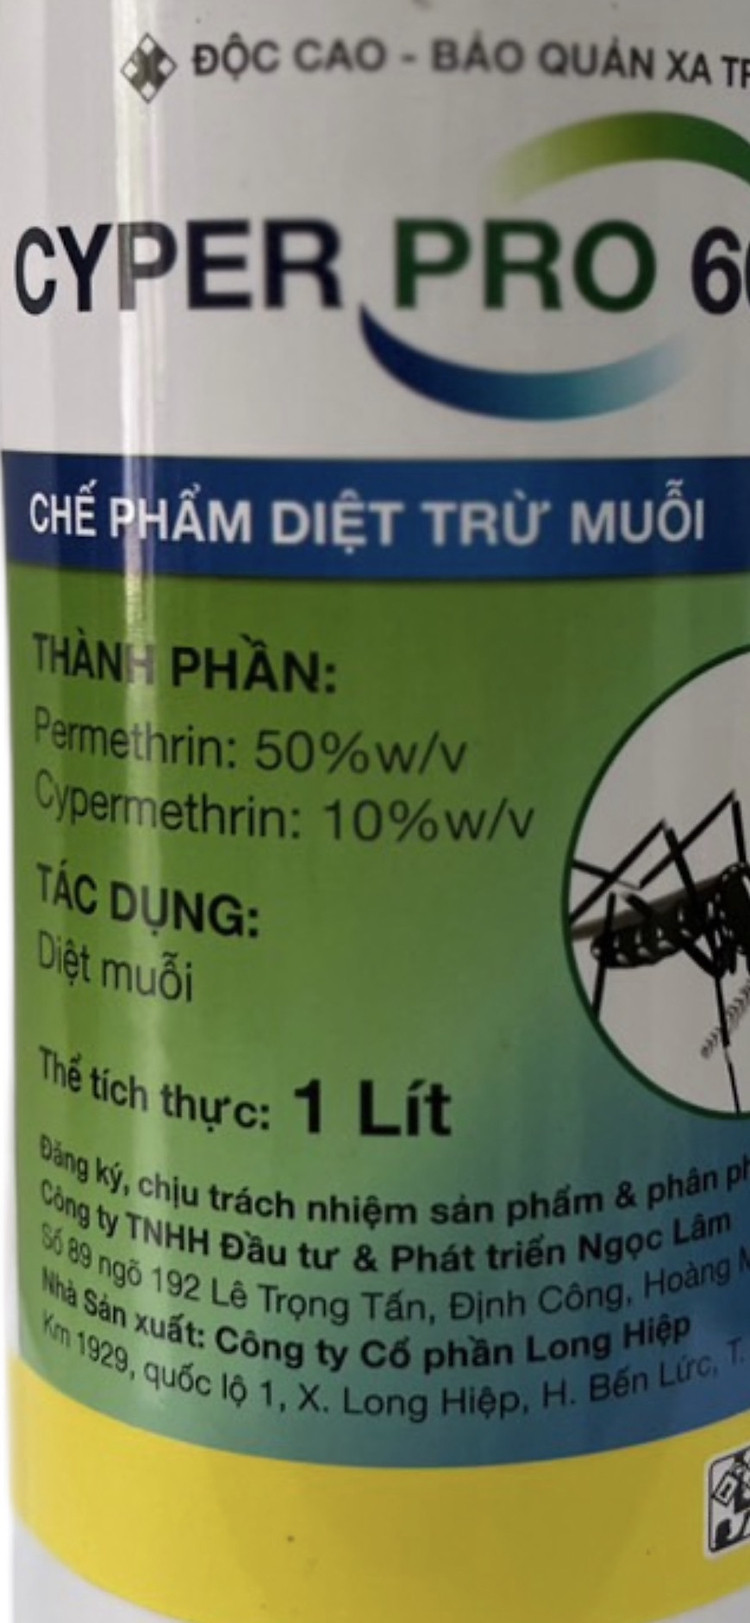 ĐỘC CAO - BẢO QUẢN XA
CYPER PRO
CHẾ PHẨM DIỆT TRỪ MUỖI
THÀNH PHẦN:
Permethrin: 50%w/v
Cypermethrin: 10%w/v
TÁC DỤNG:
Diệt muỗi
Thể tích thực: 1 Lít
Đăng ký, chịu trách nhiệm sản phẩm & phân
Công ty TNHH Đầu tư & Phát triển Ngọc Lâm
Số 89 ngõ 192 Lê Trọng Tấn, Định Công, Hoàng
Nhà Sản xuất: Công ty Cổ phần Long Hiệp
Km 1929, quốc lộ 1, X. Long Hiệp, H. Bến Lức, T.